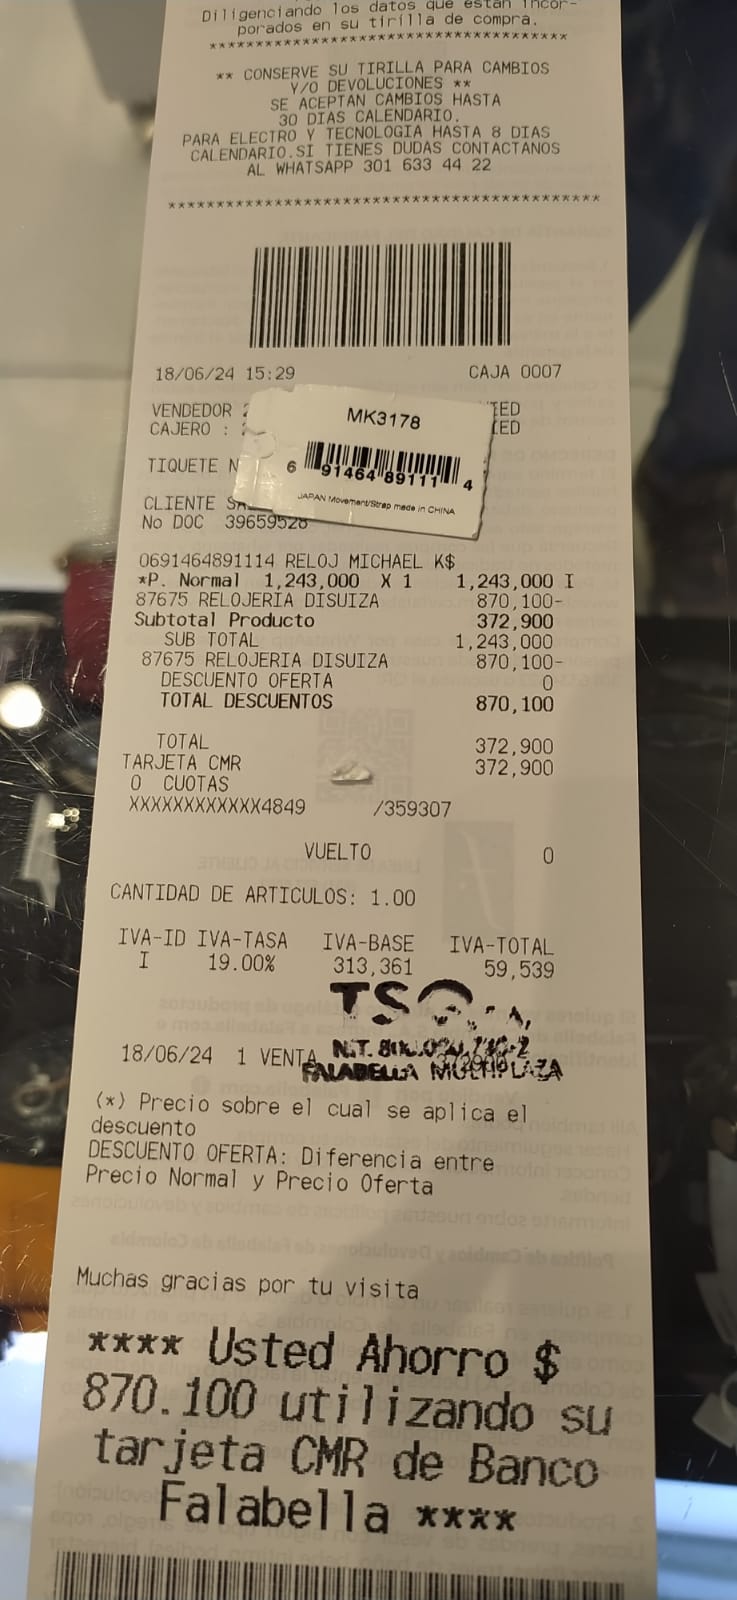 Diligenciando los datos que están incor-
porados en su tirilla de compra.
*************************************
** CONSERVE SU TIRILLA PARA CAMBIOS
Y/O DEVOLUCIONES **
SE ACEPTAN CAMBIOS HASTA
30 DIAS CALENDARIO.
PARA ELECTRO Y TECNOLOGIA HASTA 8 DIAS
CALENDARIO.SI TIENES DUDAS CONTACTANOS
AL WHATSAPP 301 633 44 22
****************************************
18/06/24 15:29 CAJA 0007
VENDEDOR
CAJERO :
MK3178
6 91464 89111 4
JAPAN Movement/Strap made in CHINA
TIQUETE N
CLIENTE
No DOC 39659528
0691464891114 RELOJ MICHAEL K$
*P. Normal 1,243,000 X 1 1,243,000 I
87675 RELOJERIA DISUIZA 870,100-
Subtotal Producto 372,900
SUB TOTAL 1,243,000
87675 RELOJERIA DISUIZA 870,100-
DESCUENTO OFERTA 0
TOTAL DESCUENTOS 870,100
TOTAL 372,900
TARJETA CMR 372,900
0 CUOTAS
XXXXXXXXXXXX4849 /359307
VUELTO 0
CANTIDAD DE ARTICULOS: 1.00
IVA-ID IVA-TASA IVA-BASE IVA-TOTAL
I 19.00% 313,361 59,539
18/06/24 1 VENTA
FALABELLA MULTIPLAZA
(*) Precio sobre el cual se aplica el
descuento
DESCUENTO OFERTA: Diferencia entre
Precio Normal y Precio Oferta
Muchas gracias por tu visita
**** Usted Ahorro $
870.100 utilizando su
tarjeta CMR de Banco
Falabella ****